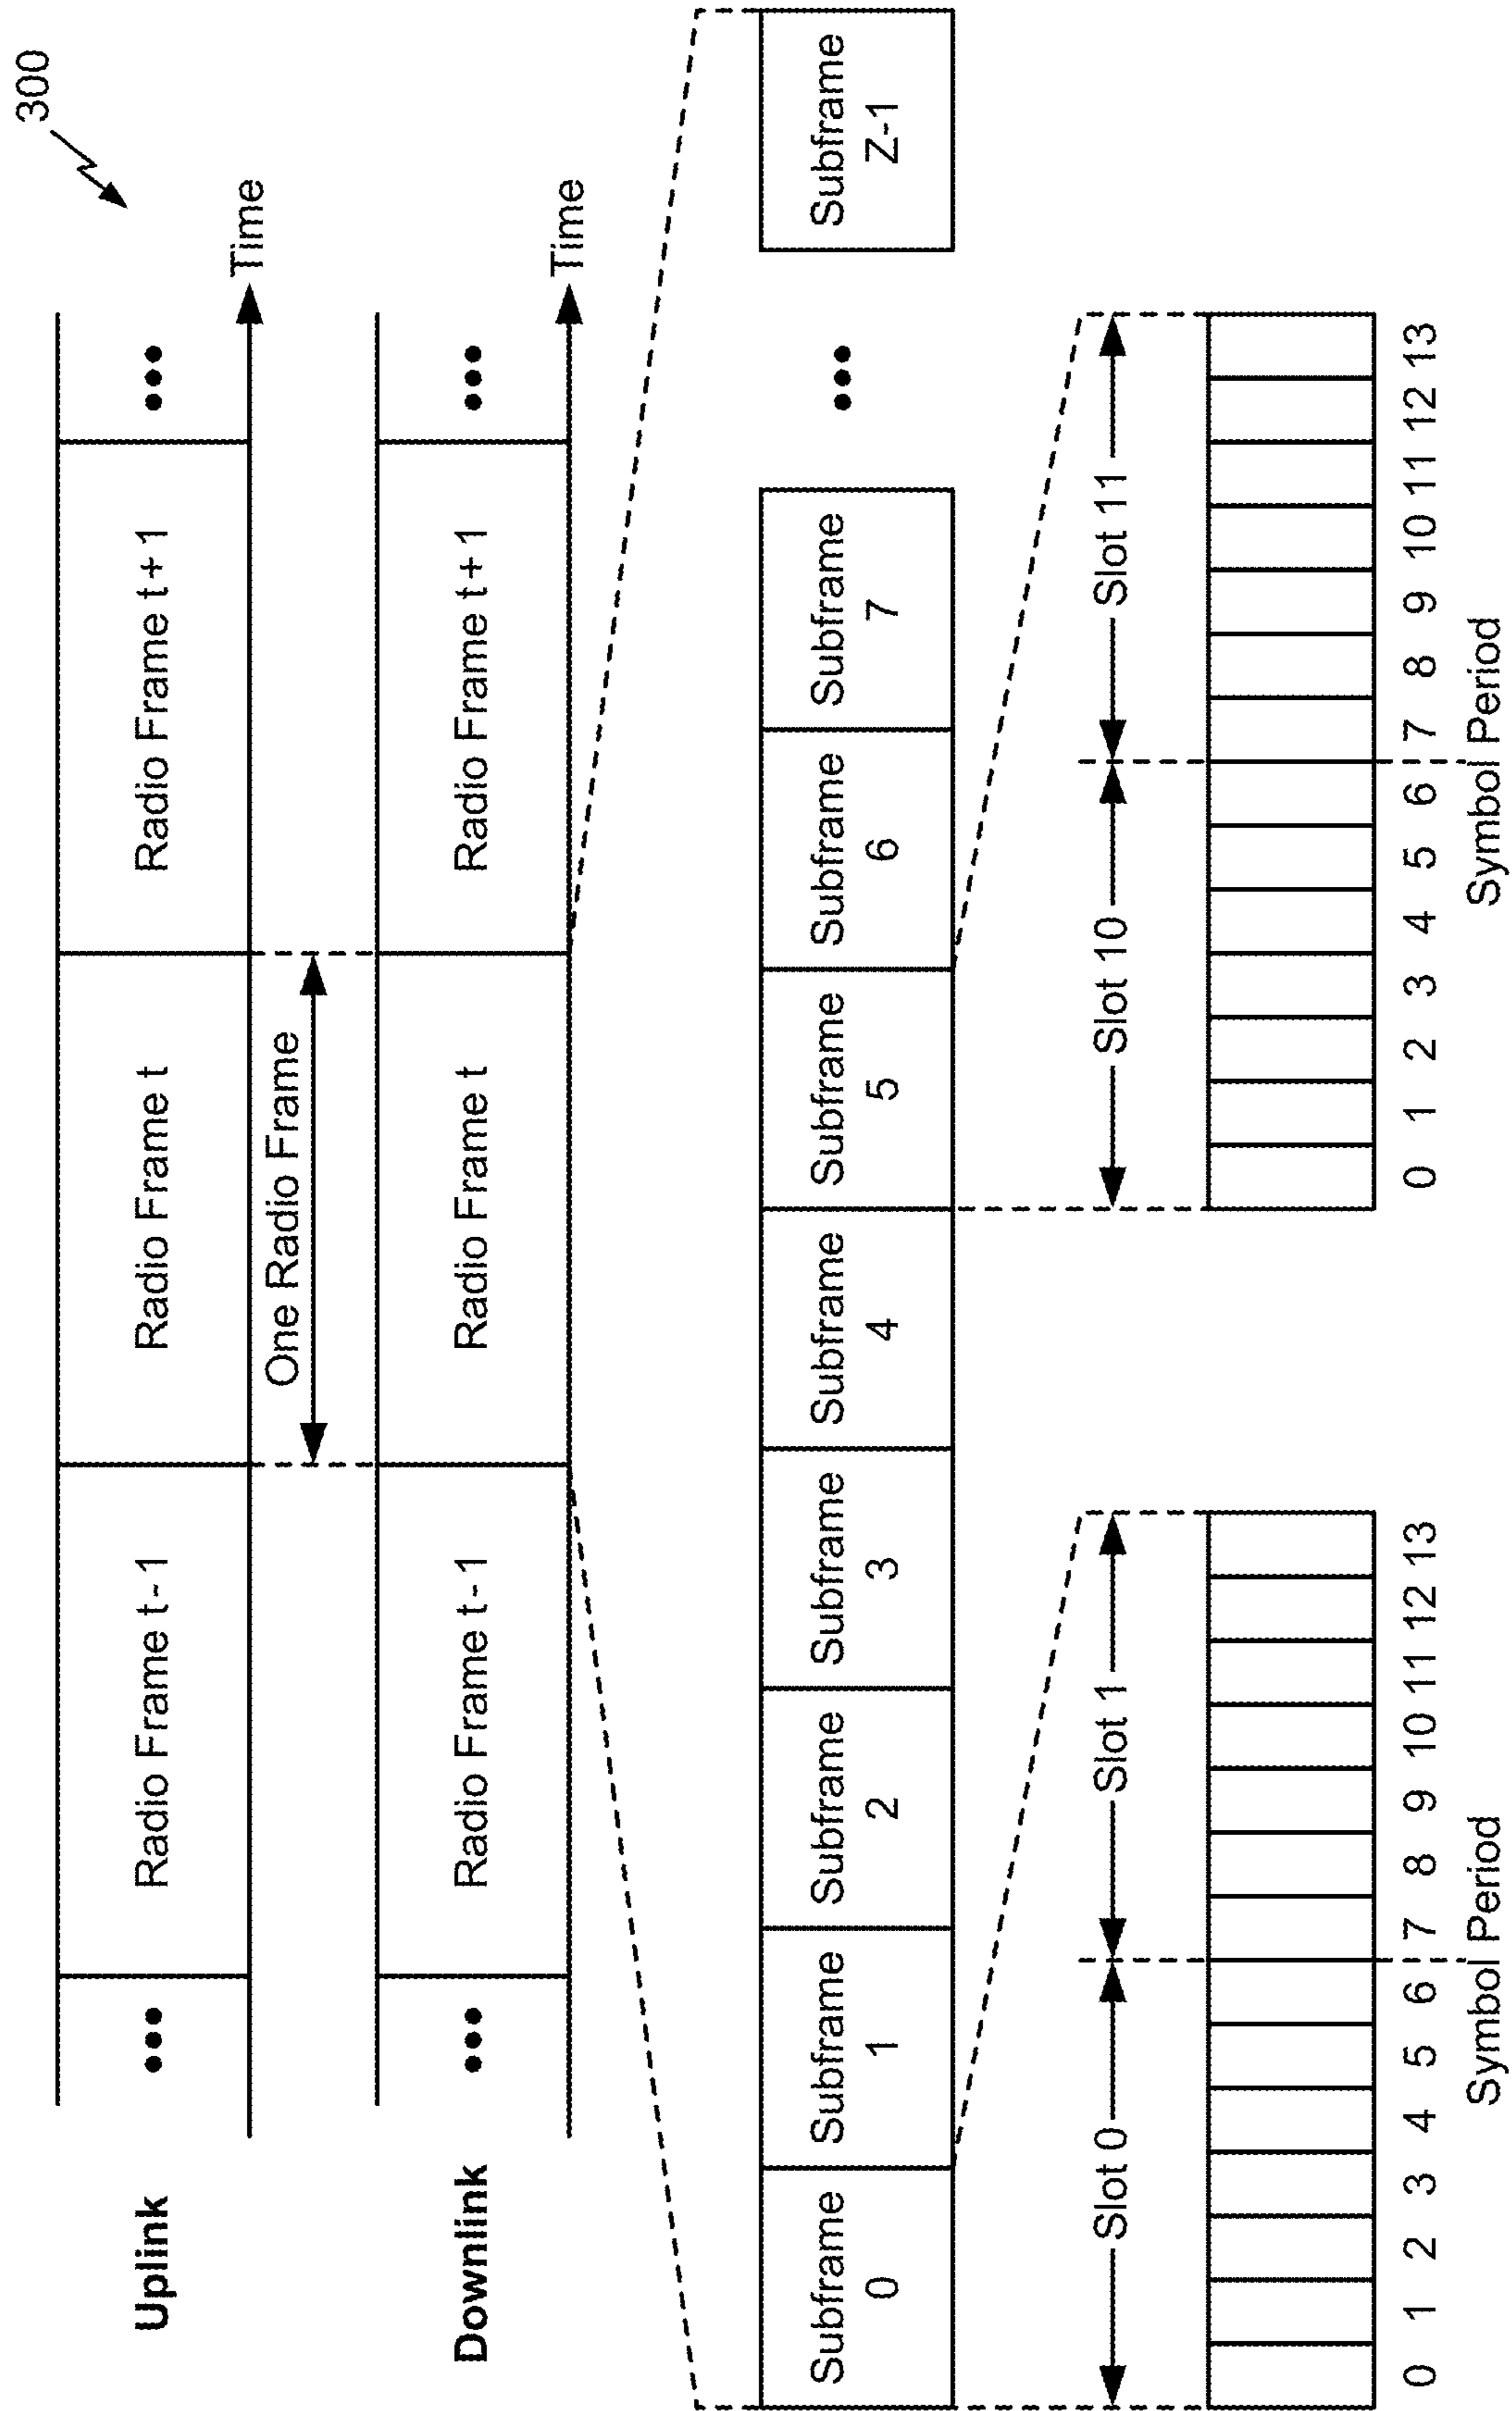 300
Uplink
••• Radio Frame t-1 Radio Frame t Radio Frame t+1 •••
Time
One Radio Frame
Downlink
••• Radio Frame t-1 Radio Frame t Radio Frame t+1 •••
Time
Subframe 0
Subframe 1
Subframe 2
Subframe 3
Subframe 4
Subframe 5
Subframe 6
Subframe 7
•••
Subframe Z-1
Slot 0 Slot 1
0 1 2 3 4 5 6 7 8 9 10 11 12 13
Symbol Period
Slot 10 Slot 11
0 1 2 3 4 5 6 7 8 9 10 11 12 13
Symbol Period